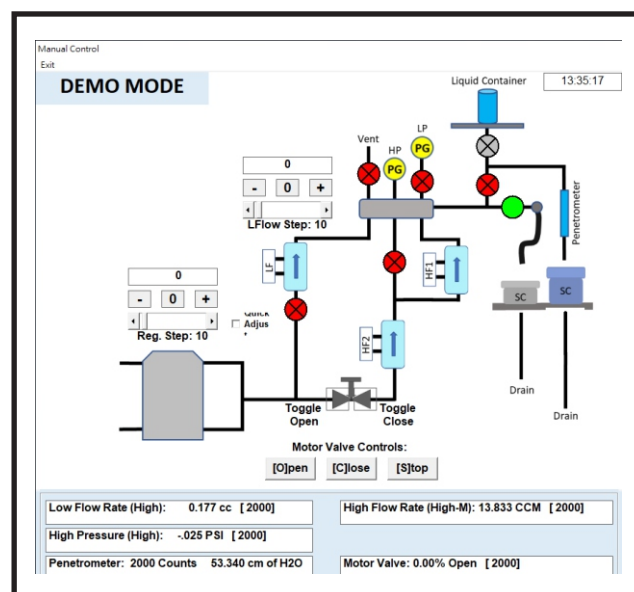 Manual Control
Exit
DEMO MODE
Liquid Container
13:35:17
Vent
HP
LP
PG
PG
0
- 0 +
LFlow Step: 10
LF
HF1
HF2
Penetrometer
SC
SC
0
- 0 +
Reg. Step: 10
Quick
Adjus
Toggle
Open
Toggle
Close
Drain
Drain
Motor Valve Controls:
[O]pen
[C]lose
[S]top
Low Flow Rate (High): 0.177 cc [ 2000]
High Flow Rate (High-M): 13.833 CCM [ 2000]
High Pressure (High): -.025 PSI [ 2000]
Penetrometer: 2000 Counts 53.340 cm of H2O
Motor Valve: 0.00% Open [ 2000]